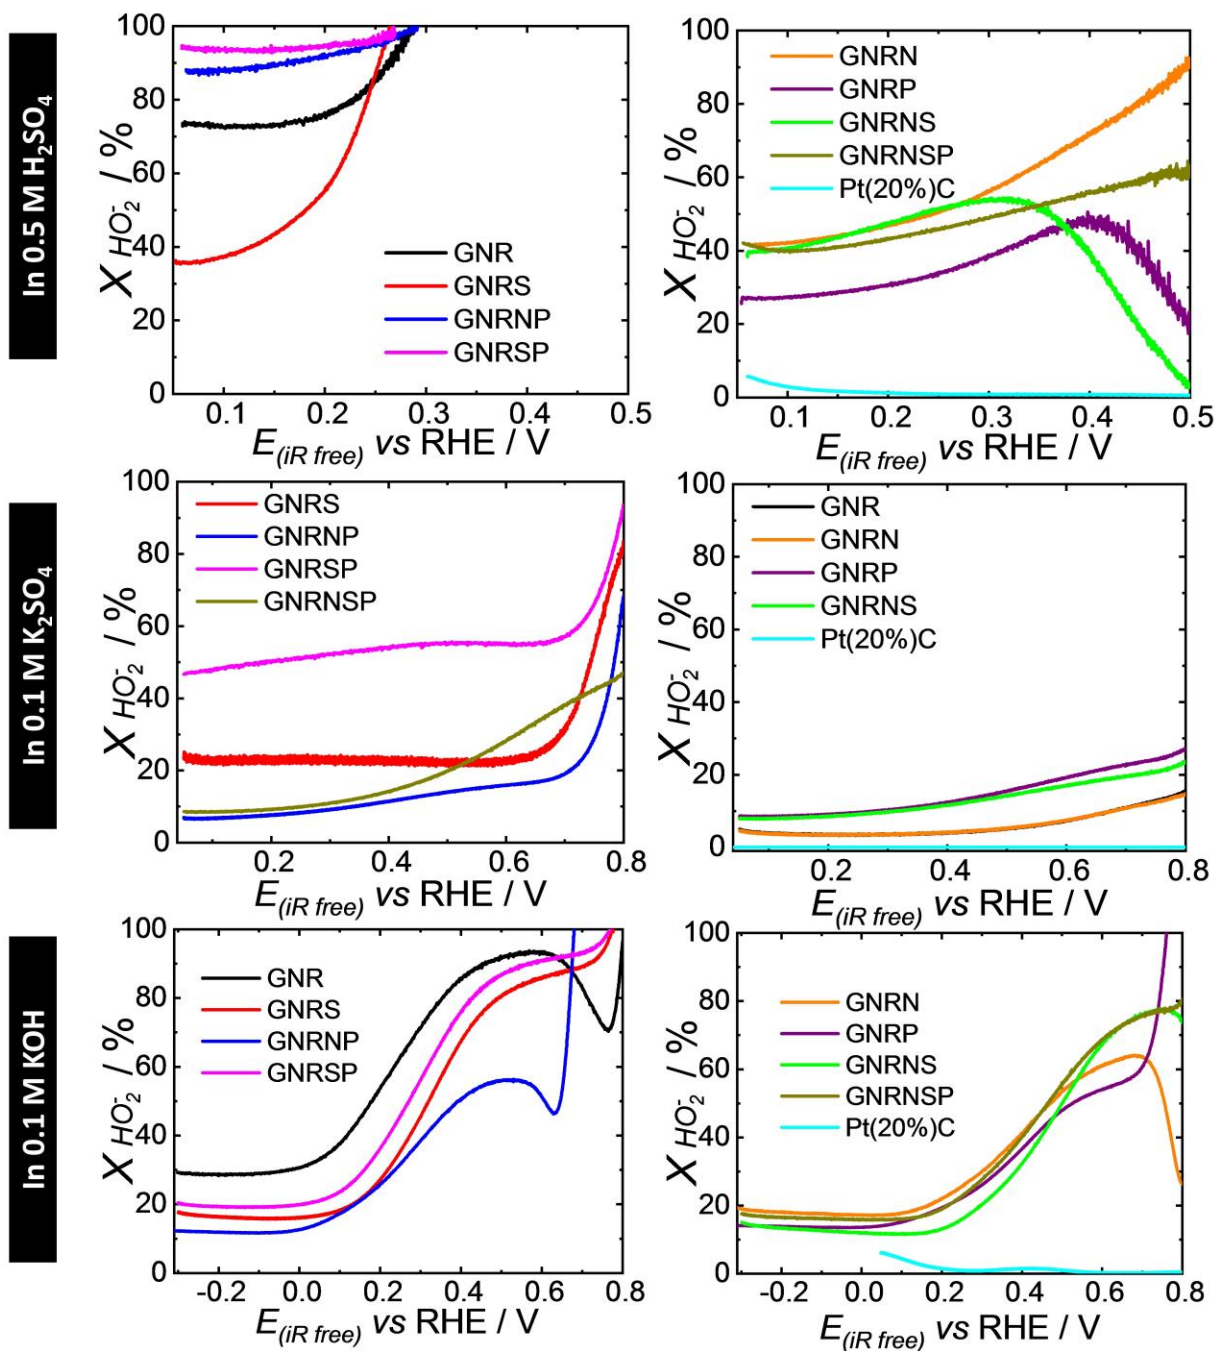 In 0.5 M H₂SO₄
X HO₂⁻ / %
100
80
60
40
20
0
GNR
GNRS
GNRNP
GNRSP
0.1 0.2 0.3 0.4 0.5
E(iR free) vs RHE / V
X HO₂⁻ / %
100
80
60
40
20
0
GNRN
GNRP
GNRNS
GNRNSP
Pt(20%)C
0.1 0.2 0.3 0.4 0.5
E(iR free) vs RHE / V
In 0.1 M K₂SO₄
X HO₂⁻ / %
100
80
60
40
20
0
GNRS
GNRNP
GNRSP
GNRNSP
0.2 0.4 0.6 0.8
E(iR free) vs RHE / V
X HO₂⁻ / %
100
80
60
40
20
0
GNR
GNRN
GNRP
GNRNS
Pt(20%)C
0.2 0.4 0.6 0.8
E(iR free) vs RHE / V
In 0.1 M KOH
X HO₂⁻ / %
100
80
60
40
20
0
GNR
GNRS
GNRNP
GNRSP
-0.2 0.0 0.2 0.4 0.6 0.8
E(iR free) vs RHE / V
X HO₂⁻ / %
100
80
60
40
20
0
GNRN
GNRP
GNRNS
GNRNSP
Pt(20%)C
-0.2 0.0 0.2 0.4 0.6 0.8
E(iR free) vs RHE / V